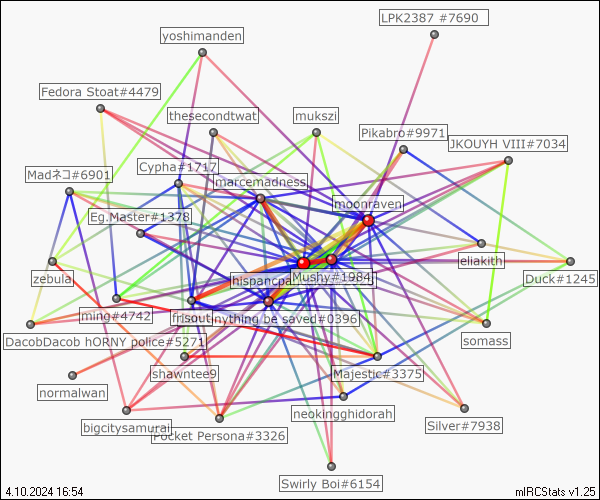 LPK2387 #7690
yoshimanden
Fedora Stoat#4479
thesecondtwat
mukszi
Pikabro#9971
JKOUYH VIII#7034
Cypha#1717
Madネコ#6901
marcemadness
moonraven
Eg.Master#1378
eliakith
zebula
hispancpa
Mushy#1984
Duck#1245
ming#4742
frisout
nything be saved#0396
DacobDacob hORNY police#5271
somass
shawntee9
Majestic#3375
normalwan
neokingghidorah
bigcitysamurai
Pocket Persona#3326
Silver#7938
Swirly Boi#6154
4.10.2024 16:54
mIRCStats v1.25